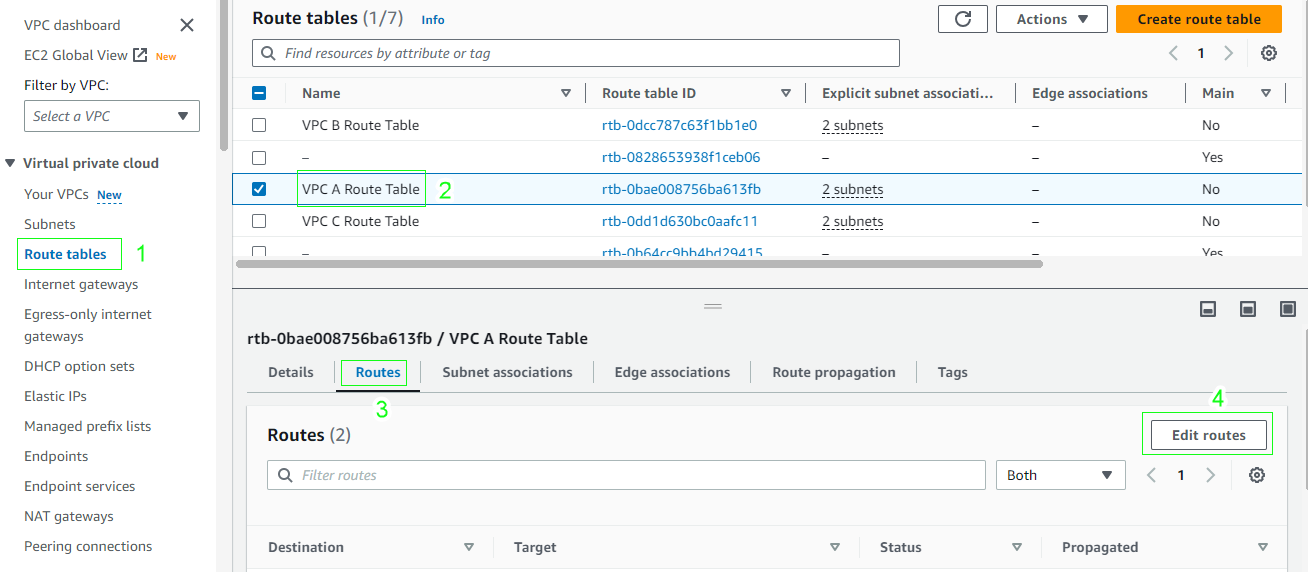 VPC dashboard
EC2 Global View New
Filter by VPC:
Select a VPC
Virtual private cloud
Your VPCs New
Subnets
Route tables 1
Internet gateways
Egress-only internet
gateways
DHCP option sets
Elastic IPs
Managed prefix lists
Endpoints
Endpoint services
NAT gateways
Peering connections
Route tables (1/7) Info
Actions
Create route table
Find resources by attribute or tag
1
Name Route table ID Explicit subnet associati... Edge associations Main
VPC B Route Table rtb-0dcc787c63f1bb1e0 2 subnets – No
– rtb-0828653938f1ceb06 – – Yes
VPC A Route Table 2 rtb-0bae008756ba613fb 2 subnets – No
VPC C Route Table rtb-0dd1d630bc0aafc11 2 subnets – No
– rtb-0b64cc9bb4bd29415 – – Yes
rtb-0bae008756ba613fb / VPC A Route Table
Details Routes Subnet associations Edge associations Route propagation Tags
3
4
Routes (2)
Edit routes
Filter routes
Both
1
Destination Target Status Propagated